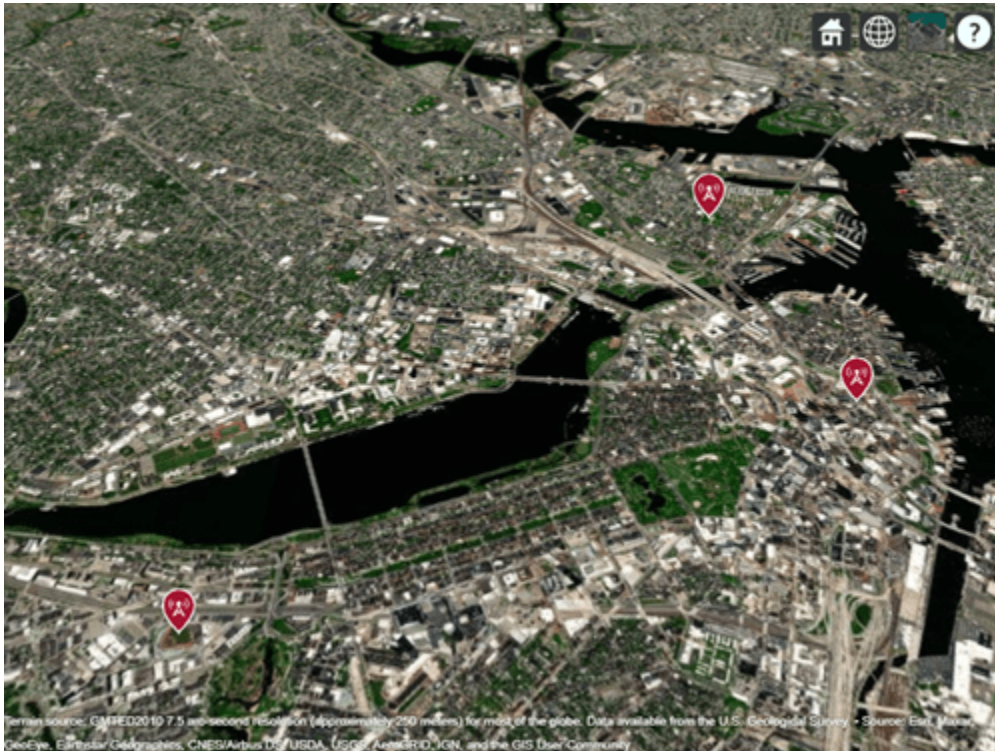 ?
Terrain source: GMTED2010 7.5 arc-second resolution (approximately 250 meters) for most of the globe. Data available from the U.S. Geological Survey • Source: Esri, Maxar,
GeoEye, Earthstar Geographics, CNES/Airbus DS, USDA, USGS, AeroGRID, IGN, and the GIS User Community